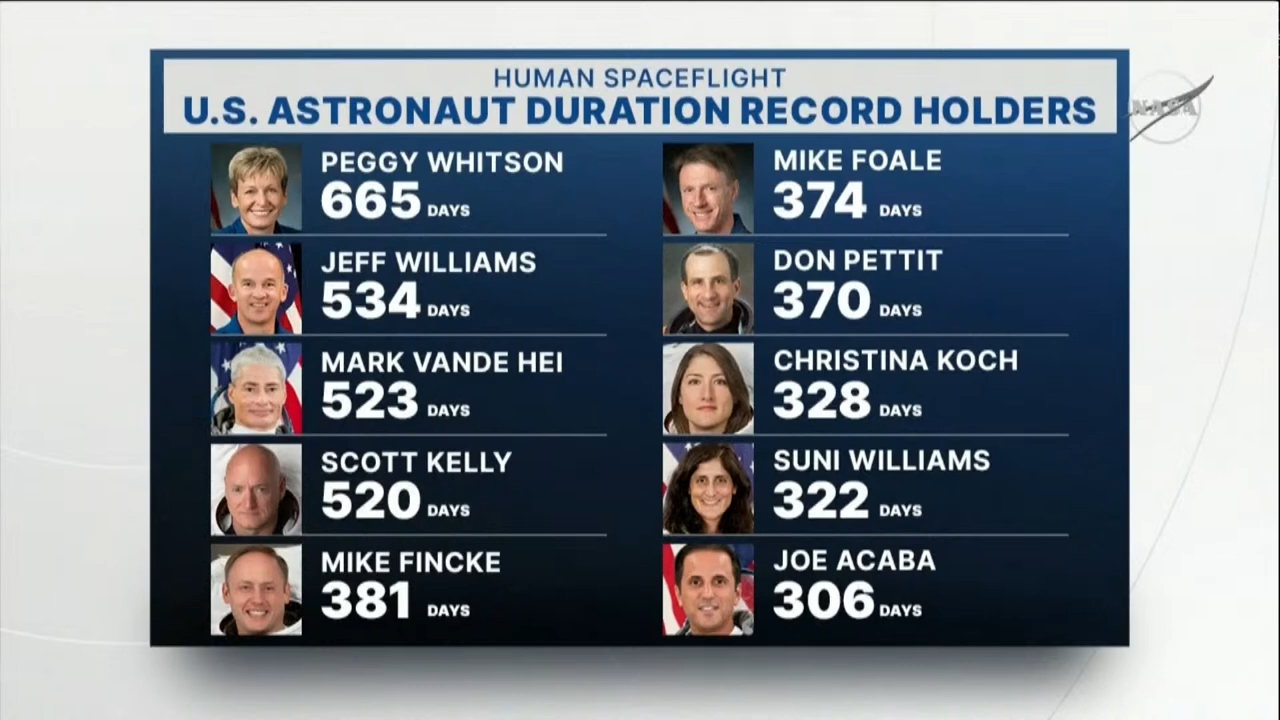 HUMAN SPACEFLIGHT
U.S. ASTRONAUT DURATION RECORD HOLDERS
NASA
PEGGY WHITSON
665 DAYS
JEFF WILLIAMS
534 DAYS
MARK VANDE HEI
523 DAYS
SCOTT KELLY
520 DAYS
MIKE FINCKE
381 DAYS
MIKE FOALE
374 DAYS
DON PETTIT
370 DAYS
CHRISTINA KOCH
328 DAYS
SUNI WILLIAMS
322 DAYS
JOE ACABA
306 DAYS